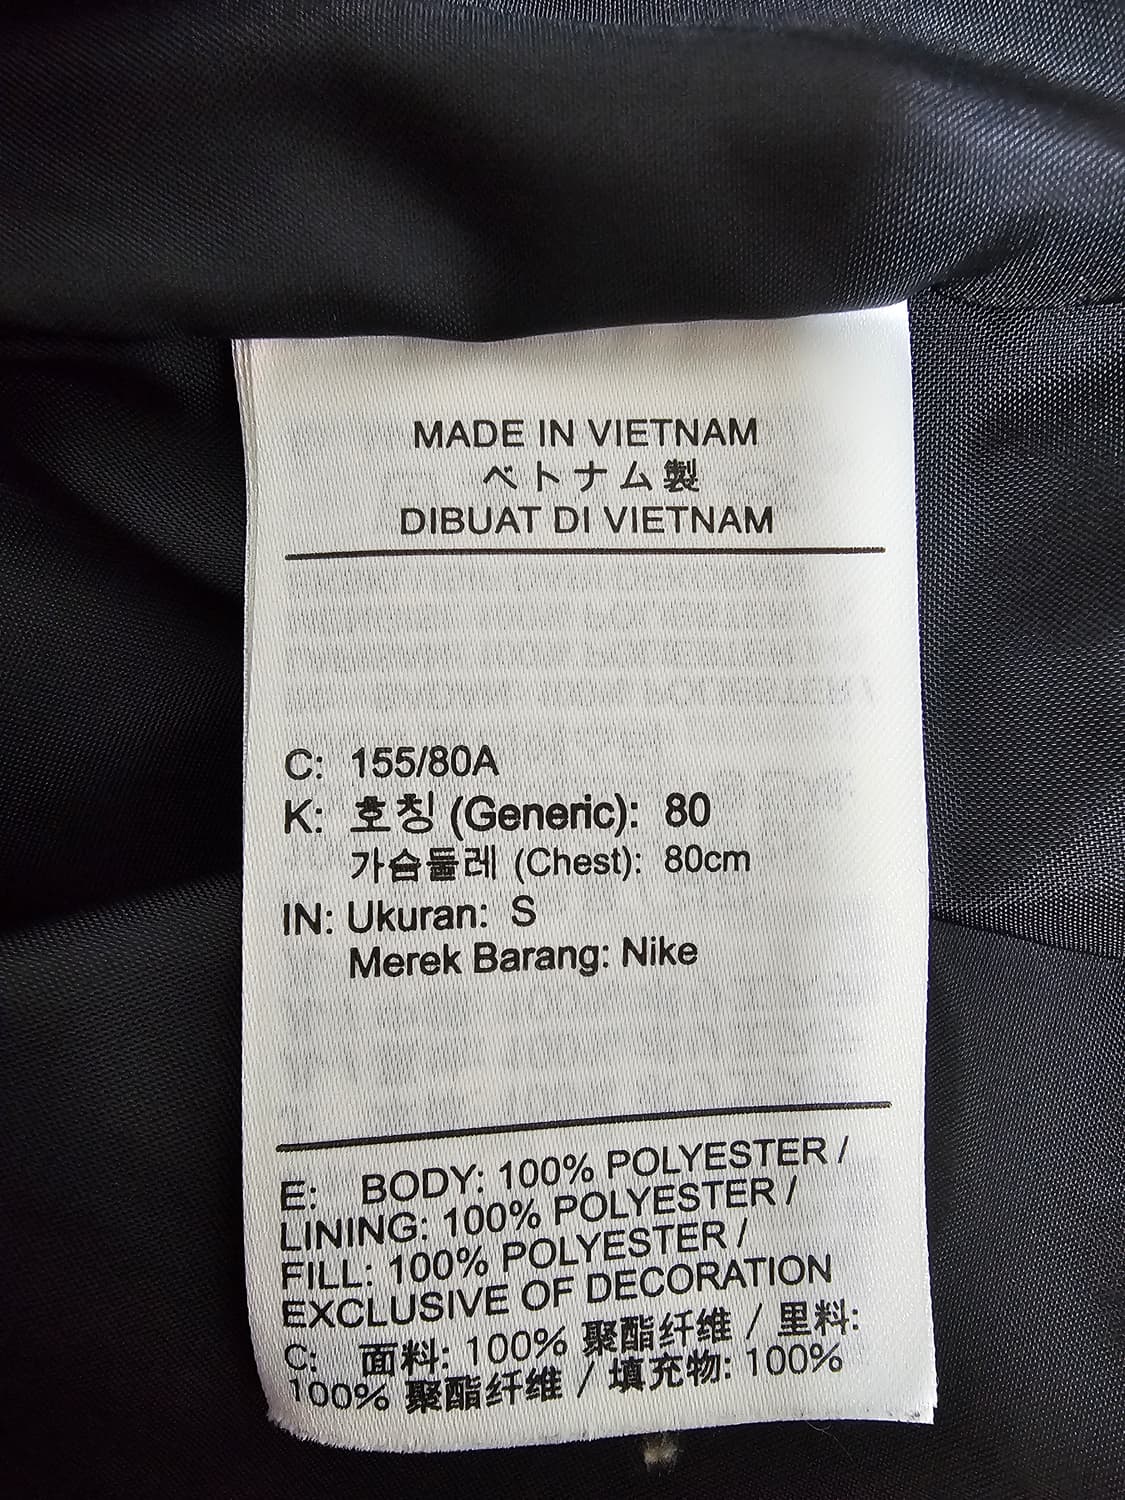 MADE IN VIETNAM
ベトナム製
DIBUAT DI VIETNAM
C: 155/80A
K: 호칭 (Generic): 80
가슴둘레 (Chest): 80cm
IN: Ukuran: S
Merek Barang: Nike
E: BODY: 100% POLYESTER /
LINING: 100% POLYESTER /
FILL: 100% POLYESTER /
EXCLUSIVE OF DECORATION
C: 面料: 100% 聚酯纤维 / 里料:
100% 聚酯纤维 / 填充物: 100%